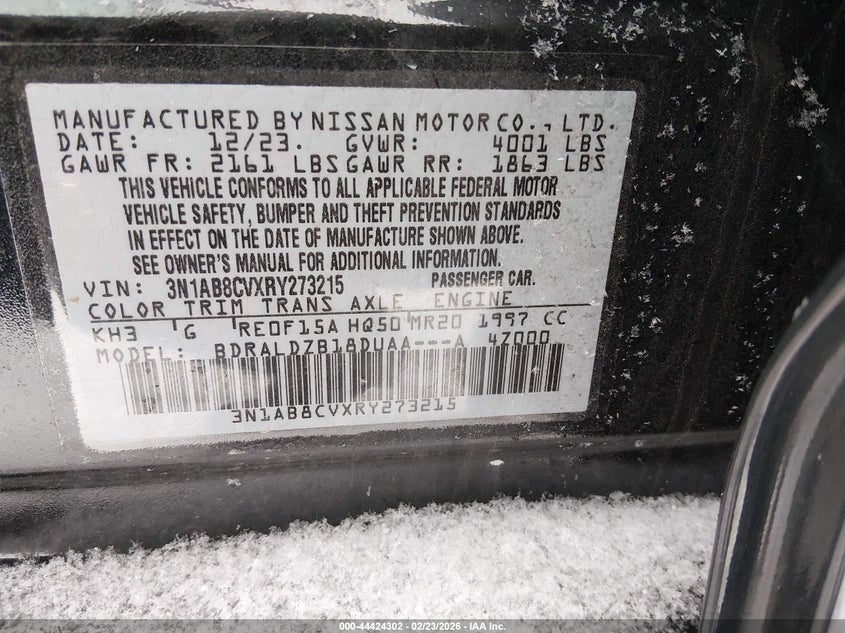 MANUFACTURED BY NISSAN MOTOR CO., LTD.
DATE: 12/23. GVWR: 4001 LBS
GAWR FR: 2161 LBS GAWR RR: 1863 LBS
THIS VEHICLE CONFORMS TO ALL APPLICABLE FEDERAL MOTOR
VEHICLE SAFETY, BUMPER AND THEFT PREVENTION STANDARDS
IN EFFECT ON THE DATE OF MANUFACTURE SHOWN ABOVE.
SEE OWNER'S MANUAL FOR ADDITIONAL INFORMATION.
VIN: 3N1AB8CVXRY273215 PASSENGER CAR.
COLOR TRIM TRANS AXLE ENGINE
KH3 G RE0F15A HQ50 MR20 1997 CC
MODEL: BDRALDZB18DUAA---A 47000
3N1AB8CVXRY273215
000-44424302 - 02/23/2026 - IAA Inc.